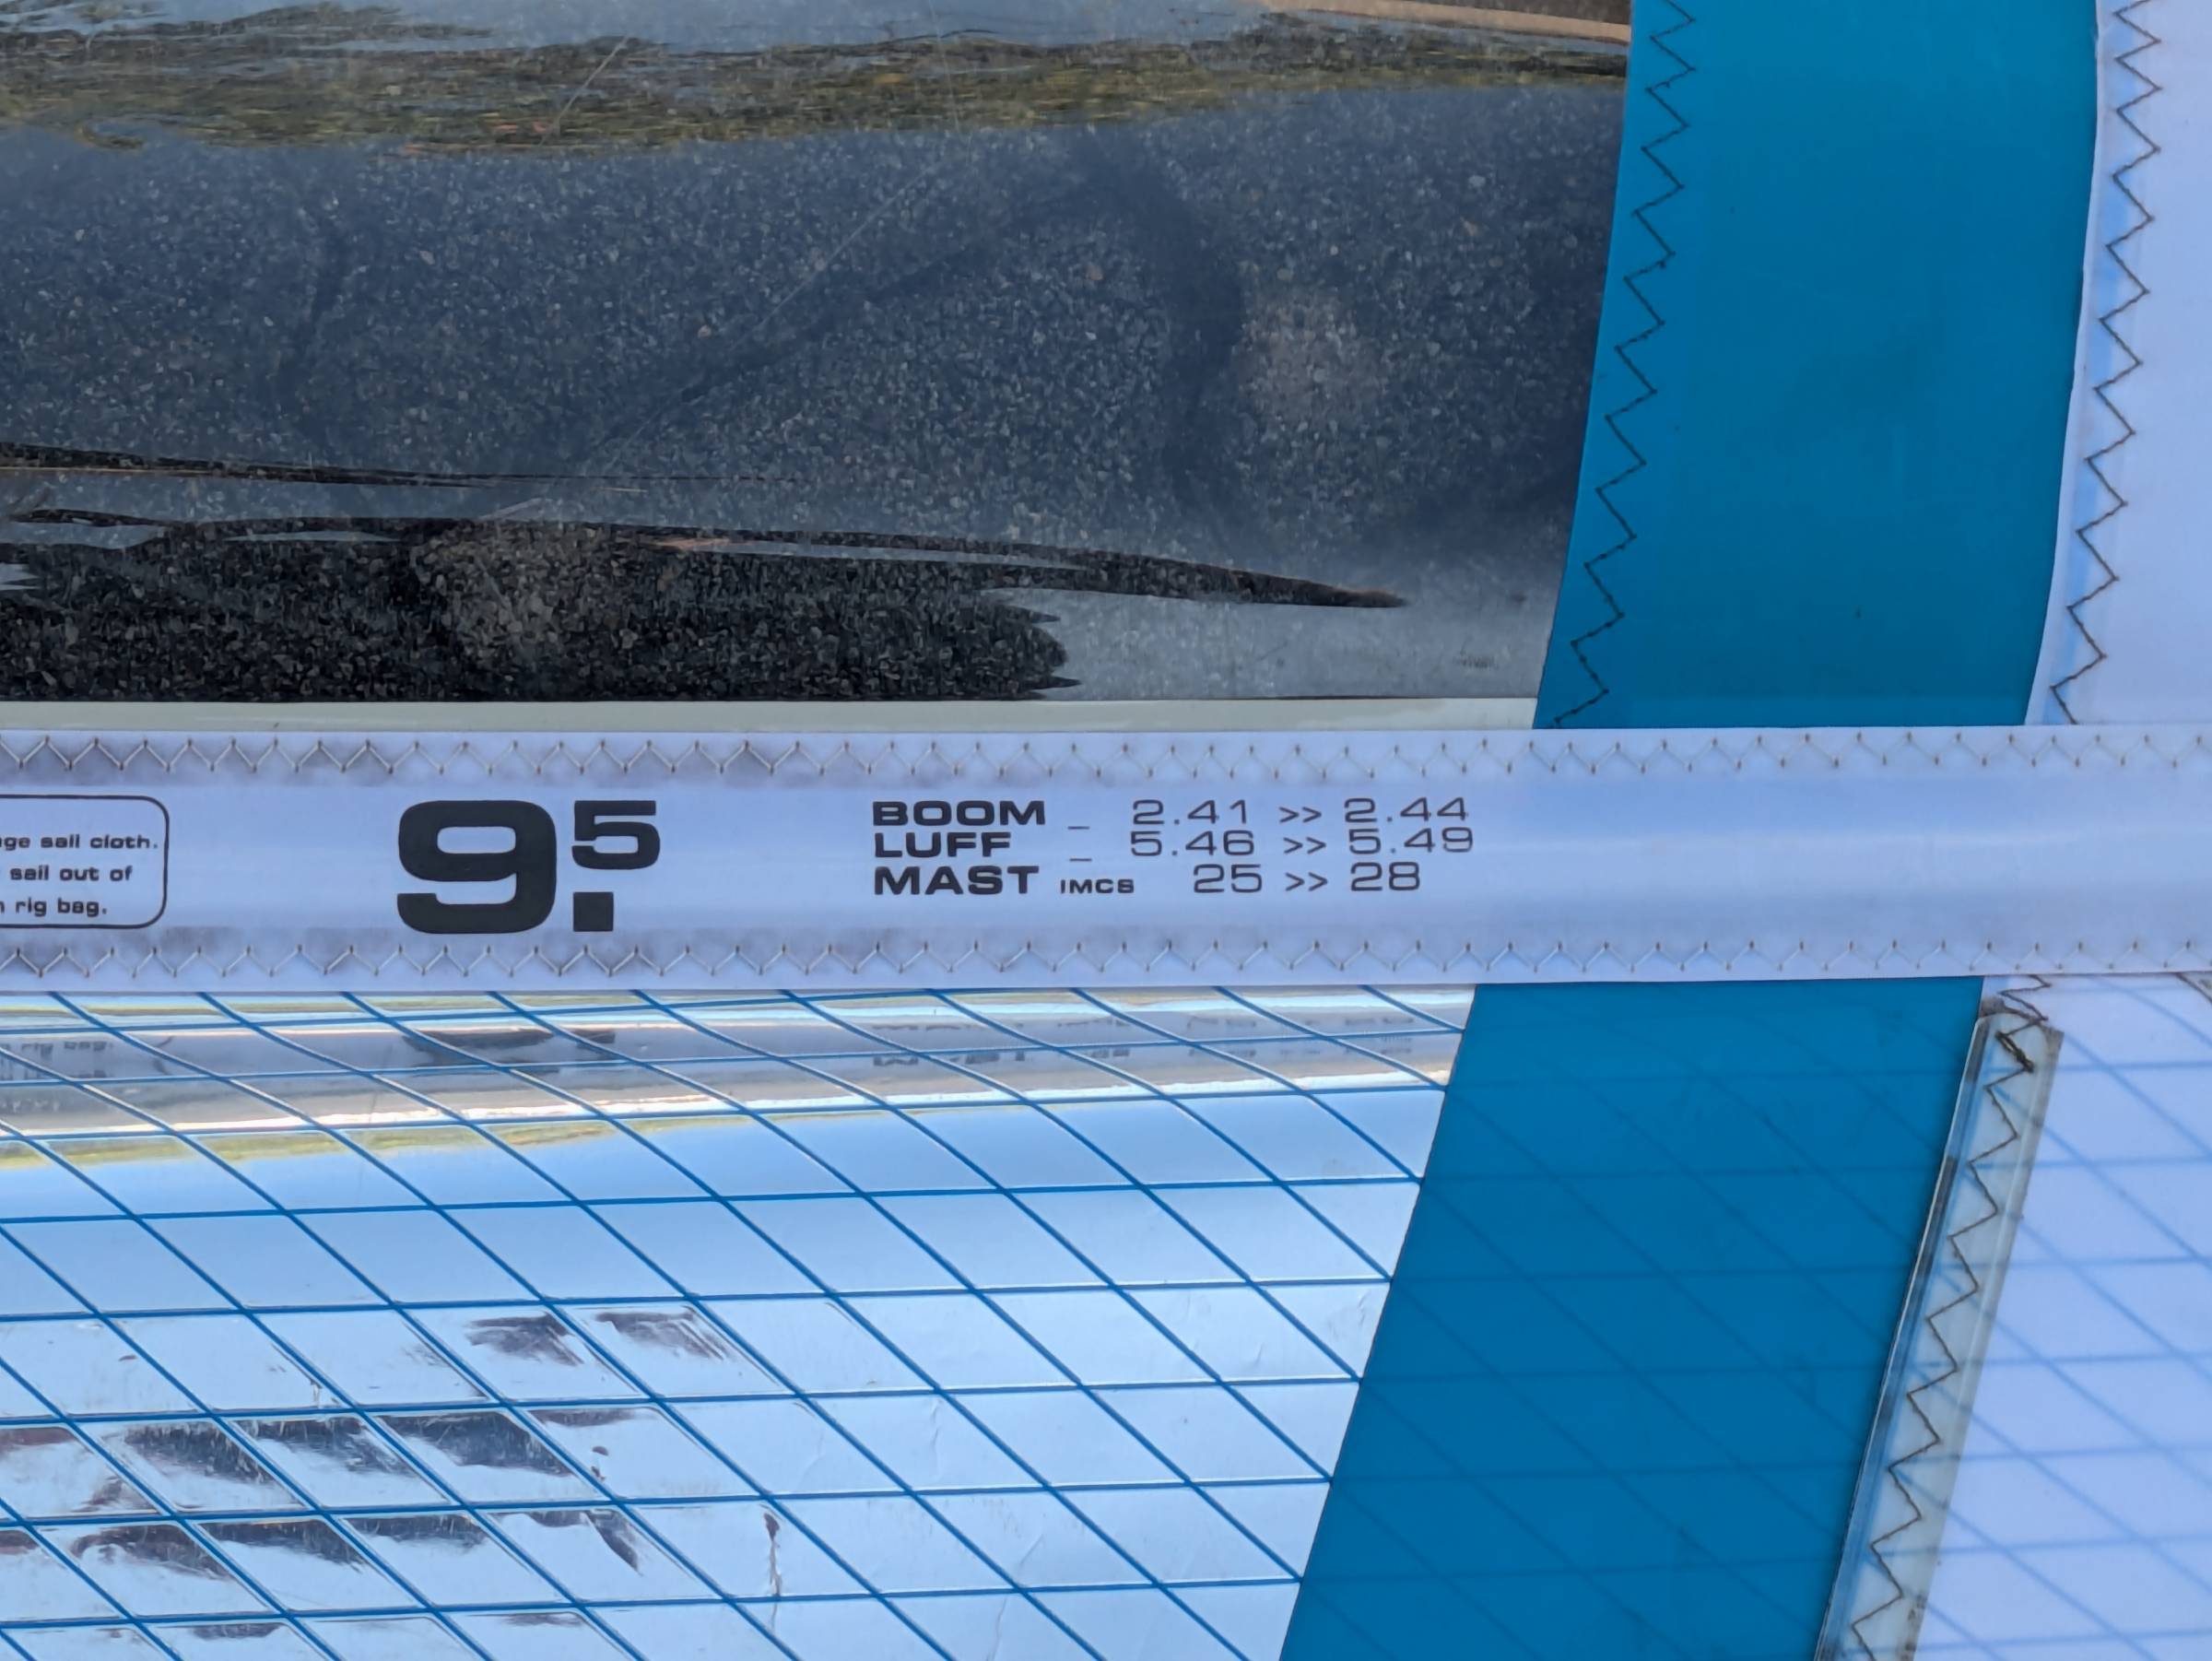 ge sail cloth.
sail out of
rig bag.
9.5
BOOM _ 2.41 >> 2.44
LUFF _ 5.46 >> 5.49
MAST IMCS 25 >> 28